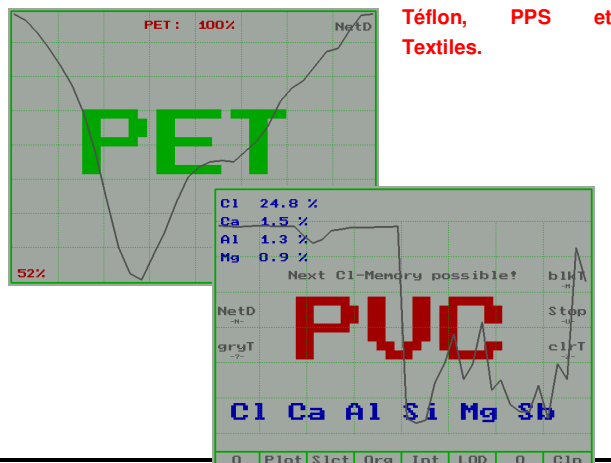 Téflon, PPS et
Textiles.
PET: 100%
NetD
PET
52%
Cl 24.8 %
Ca 1.5 %
Al 1.3 %
Mg 0.9 %
Next Cl-Memory possible!
blkT
-M-
NetD
-N-
Stop
PVC
gryT
-Y-
clrT
Cl Ca Al Si Mg Sb
O Plot Slct Org Int LOD O Cln